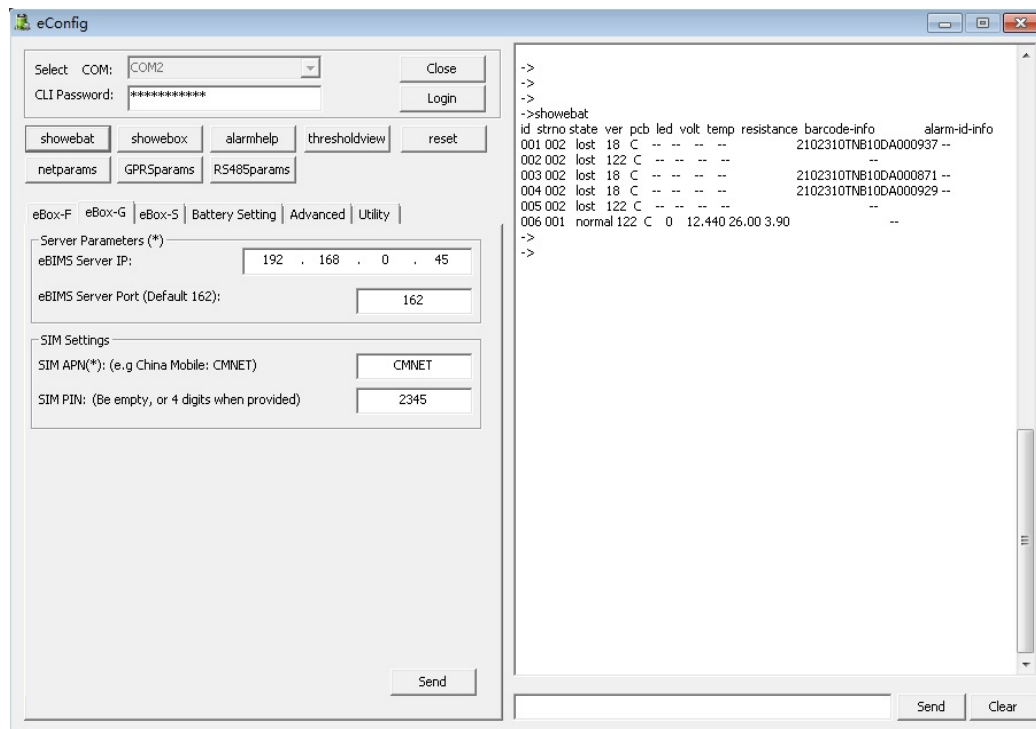 eConfig
Select COM: COM2 Close
CLI Password: *********** Login
showebat showebox alarmhelp thresholdview reset
netparams GPRSparams RS485params
eBox-F eBox-G eBox-S Battery Setting Advanced Utility
Server Parameters (*)
eBIMS Server IP: 192 . 168 . 0 . 45
eBIMS Server Port (Default 162): 162
SIM Settings
SIM APN(*): (e.g China Mobile: CMNET) CMNET
SIM PIN: (Be empty, or 4 digits when provided) 2345
Send
->
->
->
->showebat
id strno state ver pcb led volt temp resistance barcode-info alarm-id-info
001 002 lost 18 C -- -- -- -- 2102310TNB10DA000937 --
002 002 lost 122 C -- -- -- -- --
003 002 lost 18 C -- -- -- -- 2102310TNB10DA000871 --
004 002 lost 18 C -- -- -- -- 2102310TNB10DA000929 --
005 002 lost 122 C -- -- -- -- --
006 001 normal 122 C 0 12.440 26.00 3.90 --
->
->
Send Clear